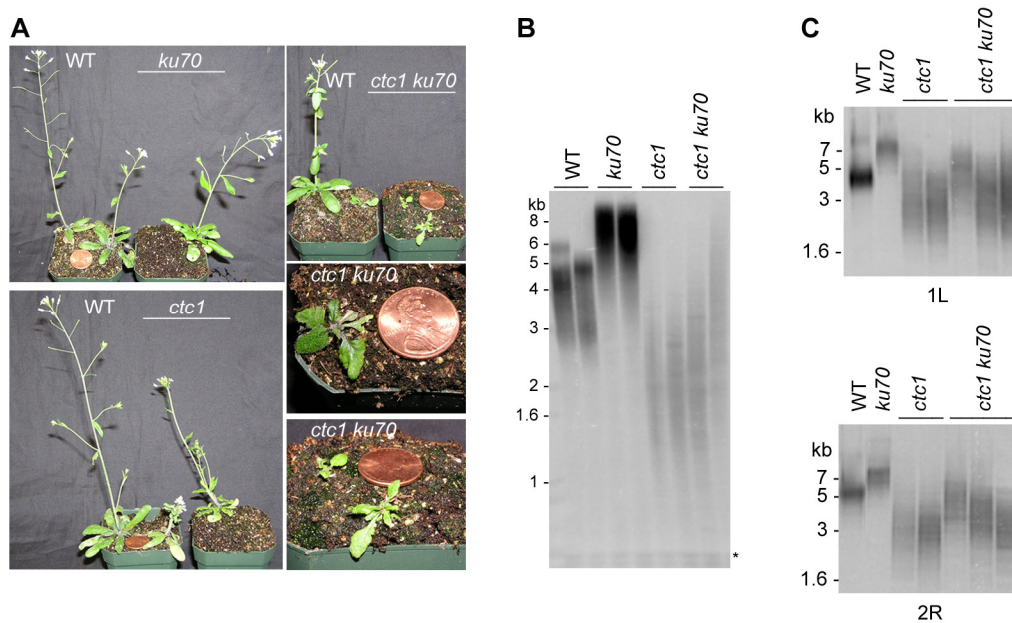 A
WT ku70
WT ctc1 ku70
ctc1 ku70
WT ctc1
ctc1 ku70
B
WT ku70 ctc1 ctc1 ku70
kb
8 -
6 -
5 -
4 -
3 -
2 -
1.6 -
1 -
*
C
WT ku70 ctc1 ctc1 ku70
kb
7 -
5 -
3 -
1.6 -
1L
WT ku70 ctc1 ctc1 ku70
kb
7 -
5 -
3 -
1.6 -
2R